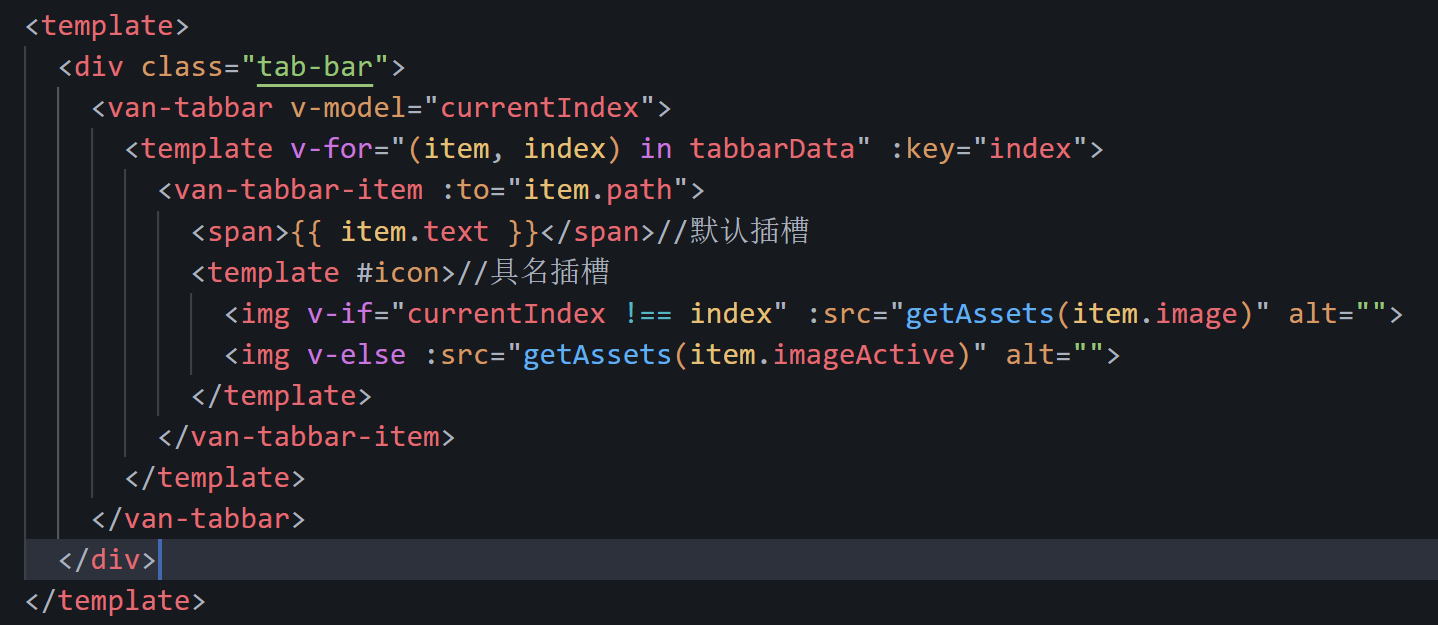 <template>
<div class="tab-bar">
<van-tabbar v-model="currentIndex">
<template v-for="(item, index) in tabbarData" :key="index">
<van-tabbar-item :to="item.path">
<span>{{ item.text }}</span>//默认插槽
<template #icon>//具名插槽
<img v-if="currentIndex !== index" :src="getAssets(item.image)" alt="">
<img v-else :src="getAssets(item.imageActive)" alt="">
</template>
</van-tabbar-item>
</template>
</van-tabbar>
</div>
</template>